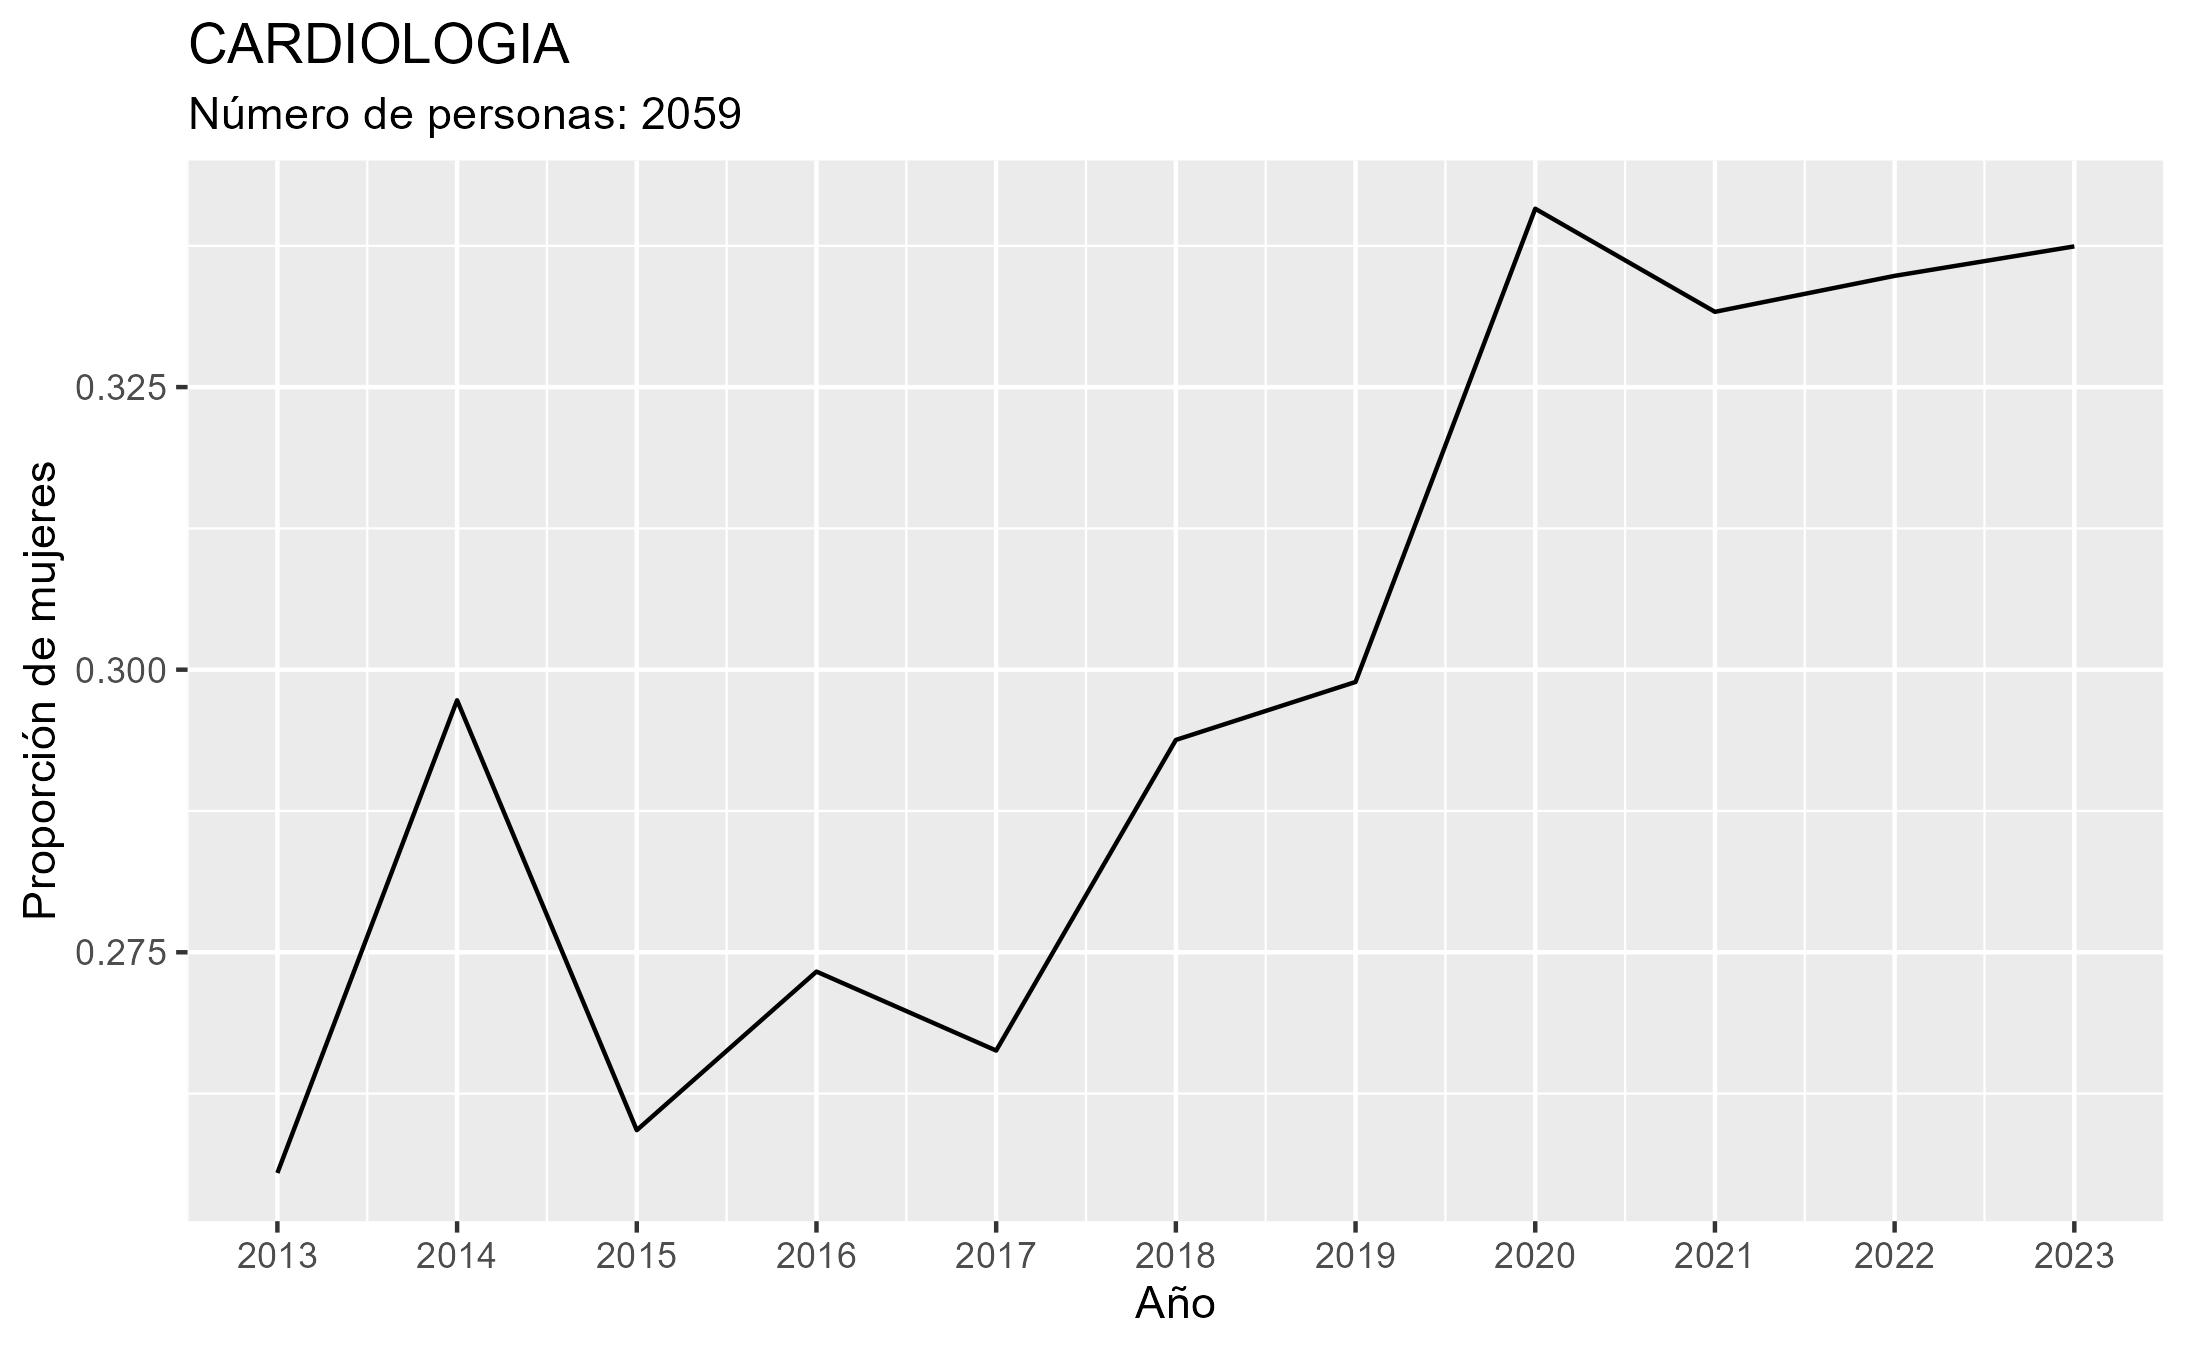 CARDIOLOGIA
Número de personas: 2059
Proporción de mujeres
0.325
0.300
0.275
2013 2014 2015 2016 2017 2018 2019 2020 2021 2022 2023
Año